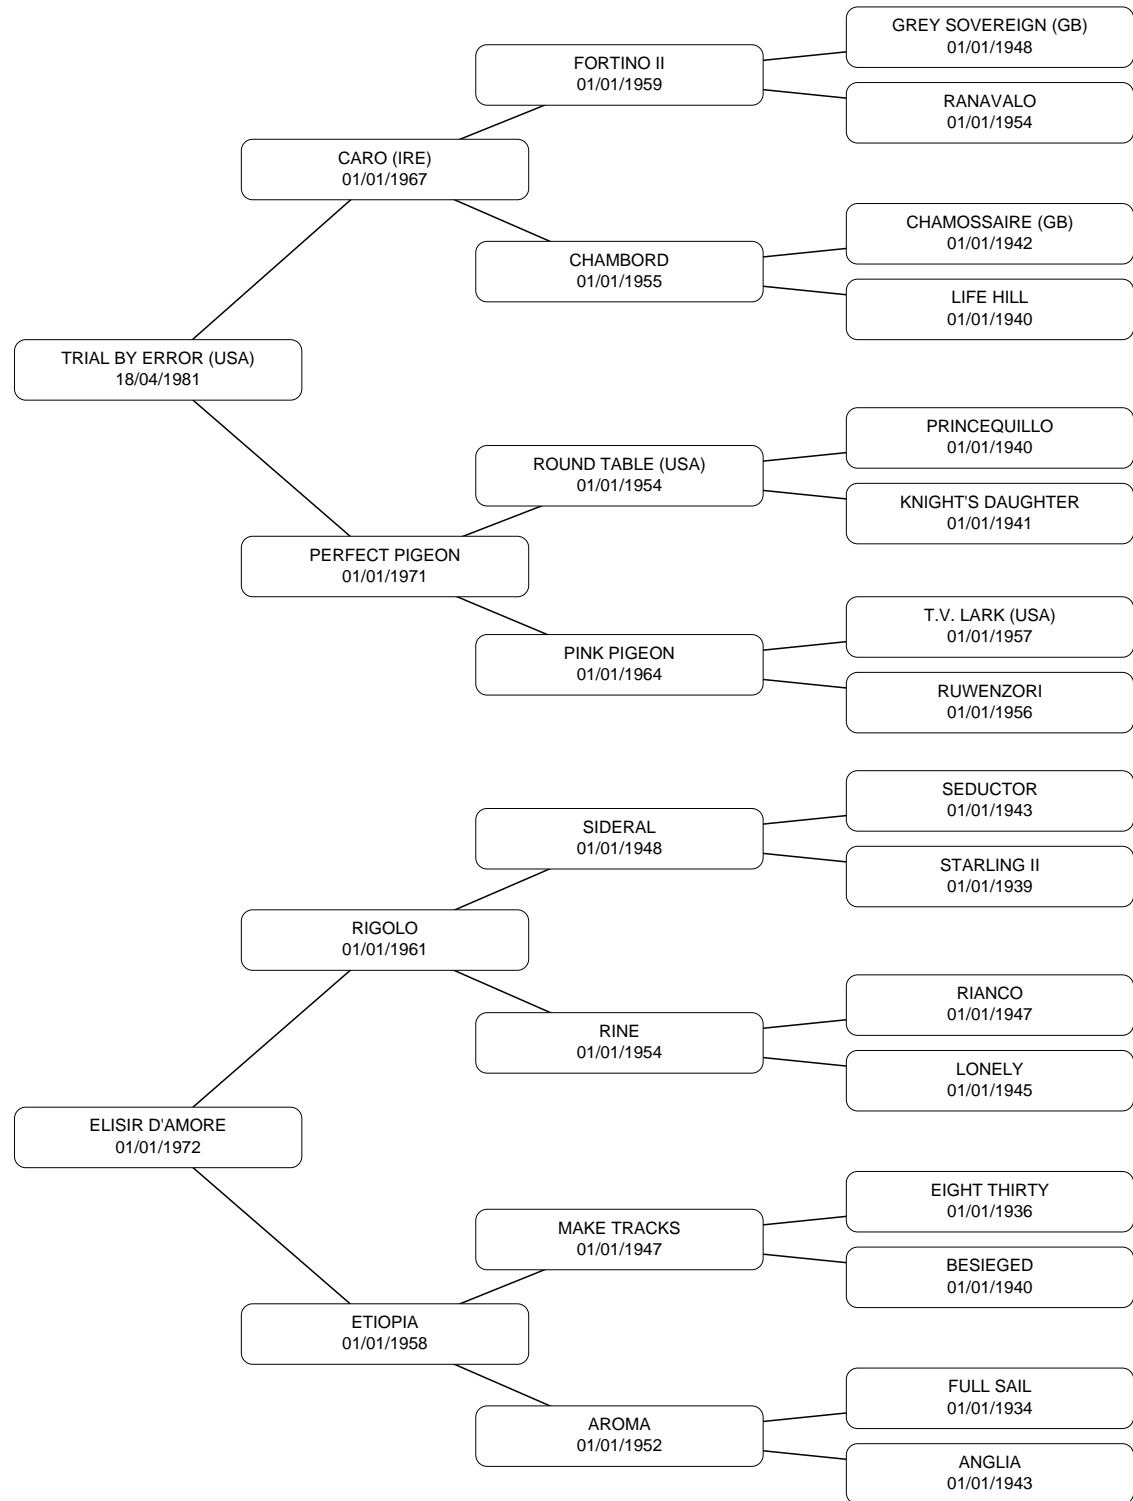 GREY SOVEREIGN (GB)
01/01/1948
FORTINO II
01/01/1959
RANAVALO
01/01/1954
CARO (IRE)
01/01/1967
CHAMOSSAIRE (GB)
01/01/1942
CHAMBORD
01/01/1955
LIFE HILL
01/01/1940
TRIAL BY ERROR (USA)
18/04/1981
PRINCEQUILLO
01/01/1940
ROUND TABLE (USA)
01/01/1954
KNIGHT'S DAUGHTER
01/01/1941
PERFECT PIGEON
01/01/1971
T.V. LARK (USA)
01/01/1957
PINK PIGEON
01/01/1964
RUWENZORI
01/01/1956
SEDUCTOR
01/01/1943
SIDERAL
01/01/1948
STARLING II
01/01/1939
RIGOLO
01/01/1961
RIANCO
01/01/1947
RINE
01/01/1954
LONELY
01/01/1945
ELISIR D'AMORE
01/01/1972
EIGHT THIRTY
01/01/1936
MAKE TRACKS
01/01/1947
BESIEGED
01/01/1940
ETIOPIA
01/01/1958
FULL SAIL
01/01/1934
AROMA
01/01/1952
ANGLIA
01/01/1943